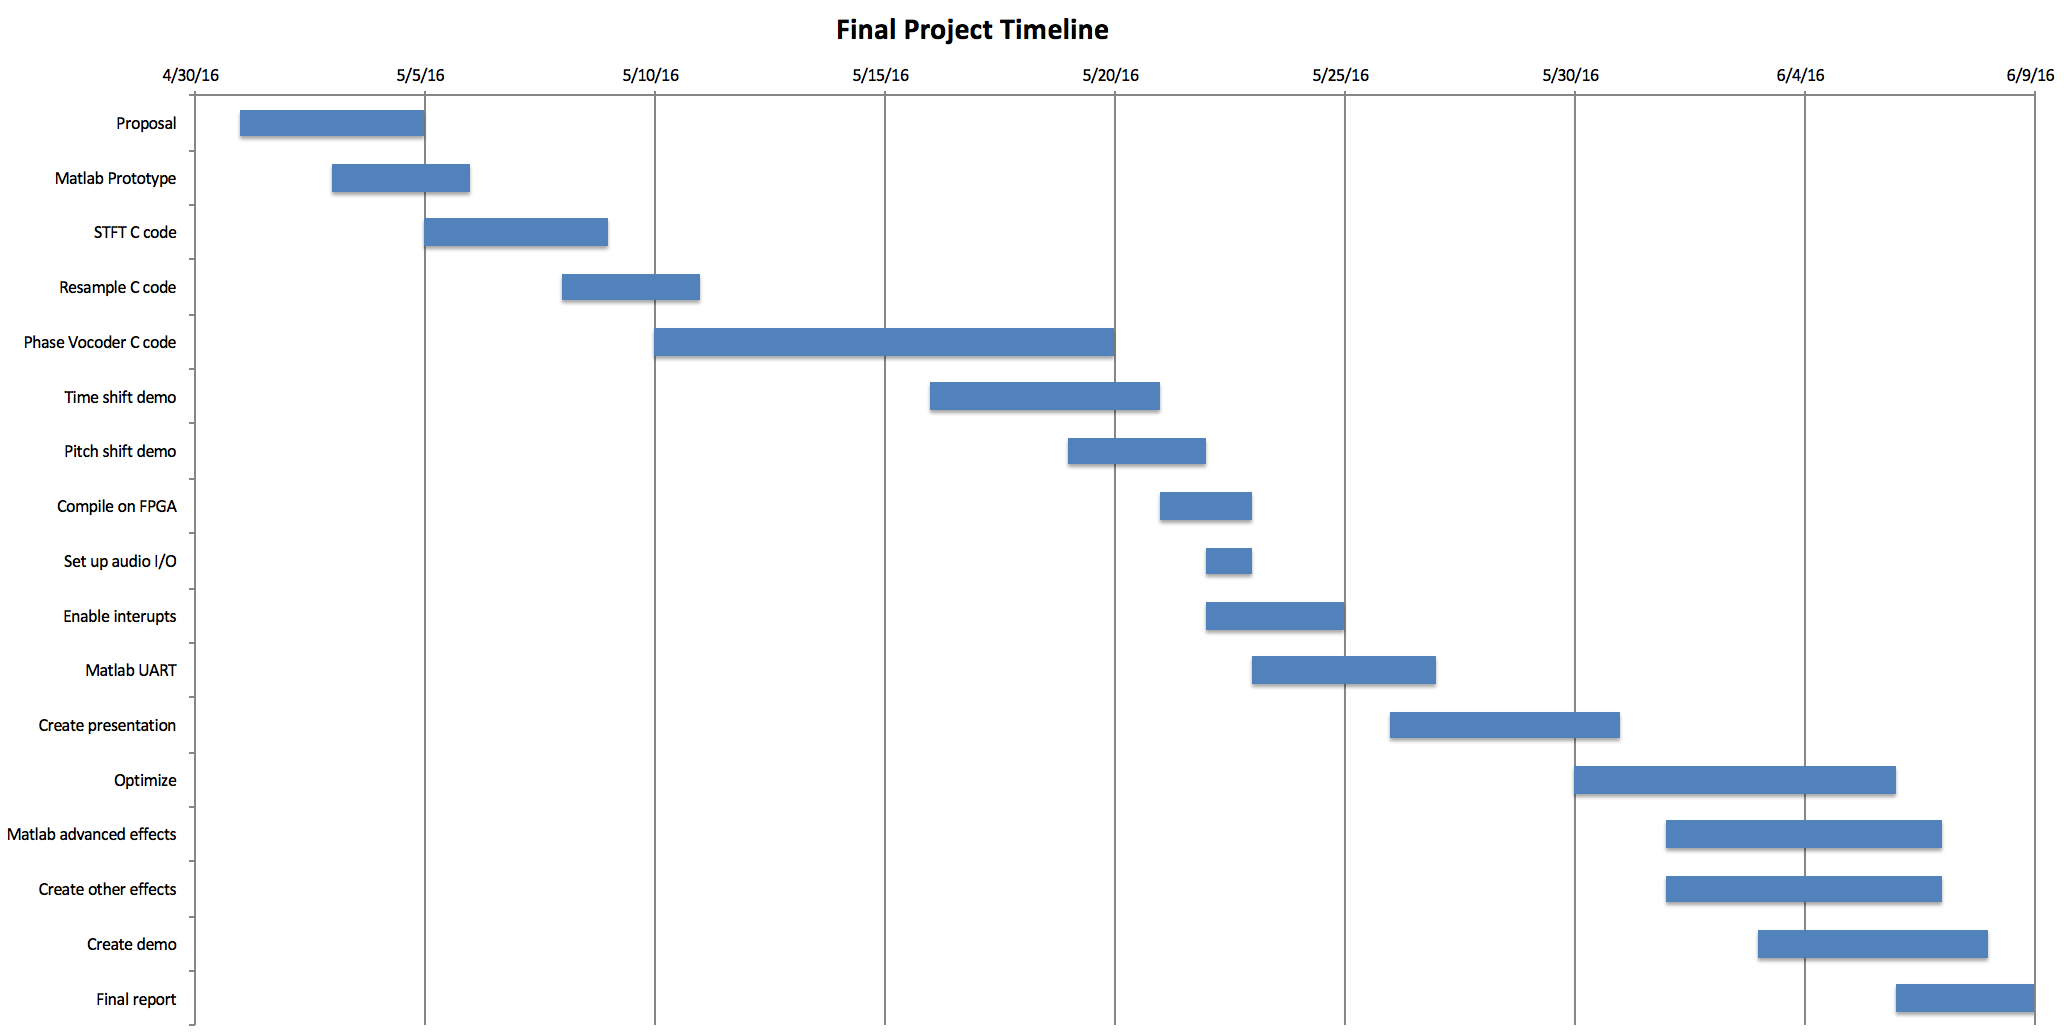 Final Project Timeline
4/30/16 5/5/16 5/10/16 5/15/16 5/20/16 5/25/16 5/30/16 6/4/16 6/9/16
Proposal
Matlab Prototype
STFT C code
Resample C code
Phase Vocoder C code
Time shift demo
Pitch shift demo
Compile on FPGA
Set up audio I/O
Enable interupts
Matlab UART
Create presentation
Optimize
Matlab advanced effects
Create other effects
Create demo
Final report